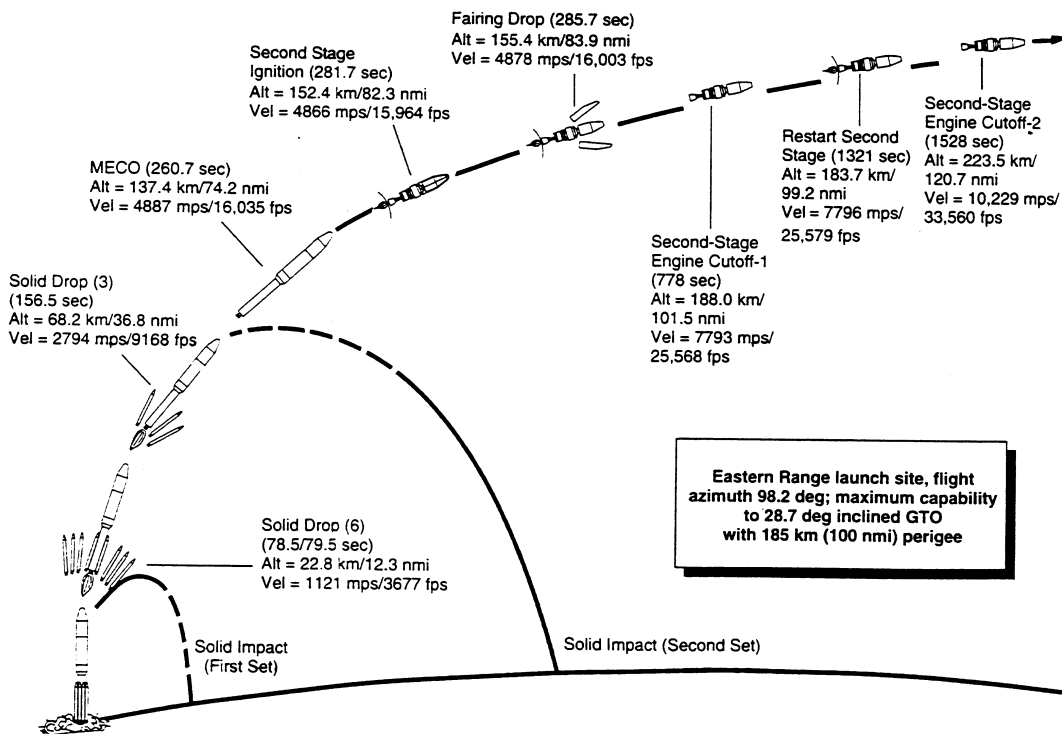 Fairing Drop (285.7 sec)
Alt = 155.4 km/83.9 nmi
Vel = 4878 mps/16,003 fps
Second Stage
Ignition (281.7 sec)
Alt = 152.4 km/82.3 nmi
Vel = 4866 mps/15,964 fps
MECO (260.7 sec)
Alt = 137.4 km/74.2 nmi
Vel = 4887 mps/16,035 fps
Second-Stage
Engine Cutoff-2
(1528 sec)
Alt = 223.5 km/
120.7 nmi
Vel = 10,229 mps/
33,560 fps
Restart Second
Stage (1321 sec)
Alt = 183.7 km/
99.2 nmi
Vel = 7796 mps/
25,579 fps
Second-Stage
Engine Cutoff-1
(778 sec)
Alt = 188.0 km/
101.5 nmi
Vel = 7793 mps/
25,568 fps
Solid Drop (3)
(156.5 sec)
Alt = 68.2 km/36.8 nmi
Vel = 2794 mps/9168 fps
Eastern Range launch site, flight
azimuth 98.2 deg; maximum capability
to 28.7 deg inclined GTO
with 185 km (100 nmi) perigee
Solid Drop (6)
(78.5/79.5 sec)
Alt = 22.8 km/12.3 nmi
Vel = 1121 mps/3677 fps
Solid Impact
(First Set)
Solid Impact (Second Set)